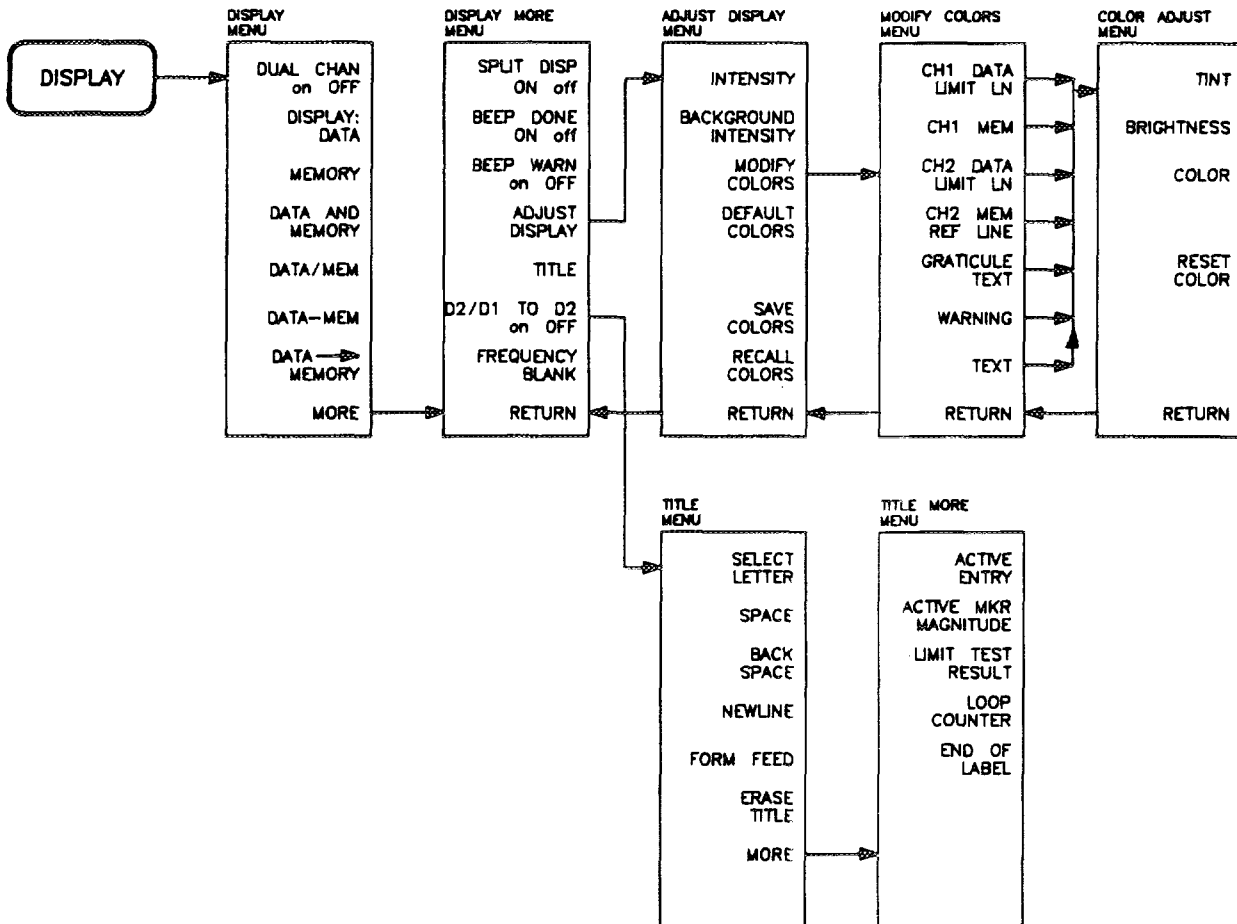 DISPLAY
DISPLAY
MENU
DUAL CHAN
on OFF
DISPLAY:
DATA
MEMORY
DATA AND
MEMORY
DATA/MEM
DATA-MEM
DATA
MEMORY
MORE
DISPLAY MORE
MENU
SPLIT DISP
ON off
BEEP DONE
ON off
BEEP WARN
on OFF
ADJUST
DISPLAY
TITLE
D2/D1 TO D2
on OFF
FREQUENCY
BLANK
RETURN
ADJUST DISPLAY
MENU
INTENSITY
BACKGROUND
INTENSITY
MODIFY
COLORS
DEFAULT
COLORS
SAVE
COLORS
RECALL
COLORS
RETURN
MODIFY COLORS
MENU
CH1 DATA
LIMIT LN
CH1 MEM
CH2 DATA
LIMIT LN
CH2 MEM
REF LINE
GRATICULE
TEXT
WARNING
TEXT
RETURN
COLOR ADJUST
MENU
TINT
BRIGHTNESS
COLOR
RESET
COLOR
RETURN
TITLE
MENU
SELECT
LETTER
SPACE
BACK
SPACE
NEWLINE
FORM FEED
ERASE
TITLE
MORE
TITLE MORE
MENU
ACTIVE
ENTRY
ACTIVE MKR
MAGNITUDE
LIMIT TEST
RESULT
LOOP
COUNTER
END OF
LABEL